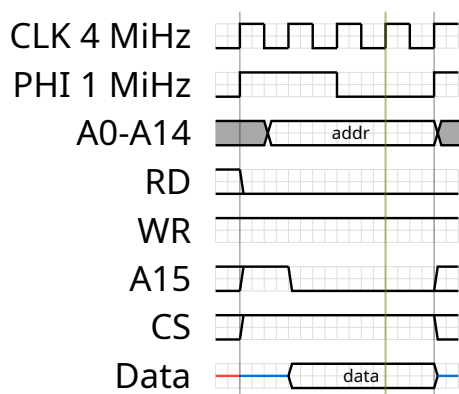 CLK 4 MiHz
PHI 1 MiHz
A0-A14
addr
RD
WR
A15
CS
Data
data